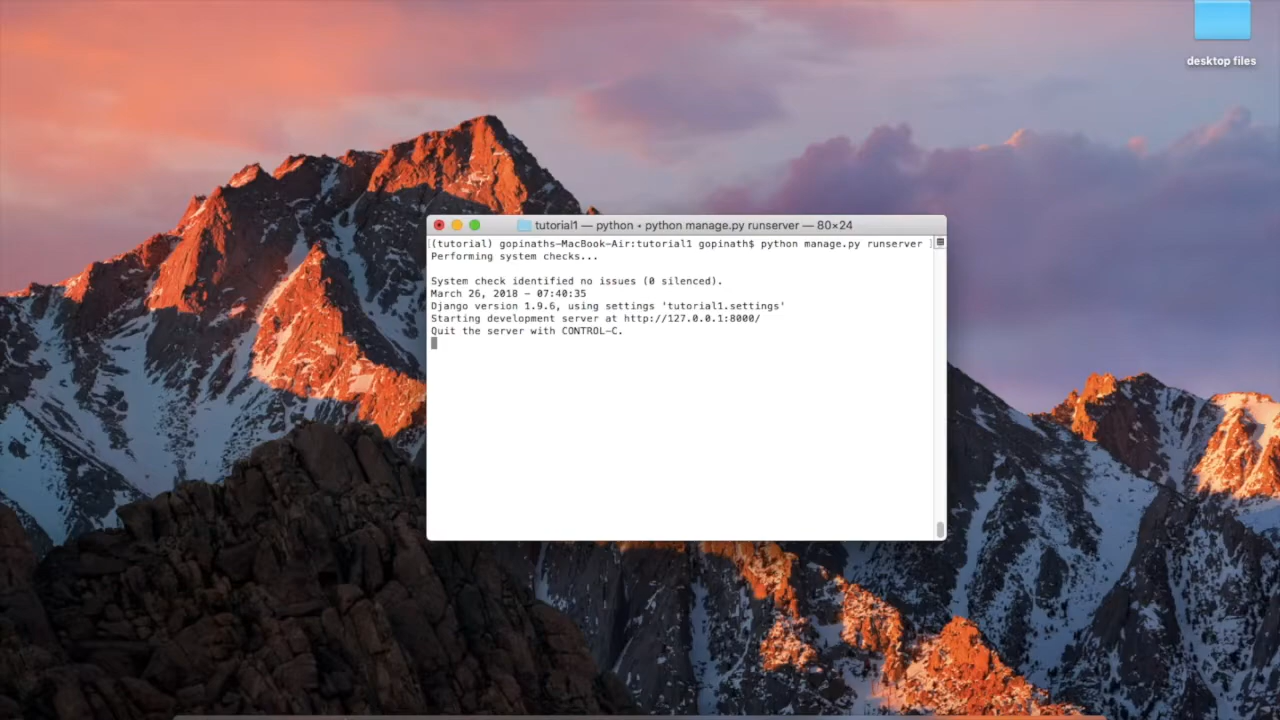 desktop files
tutorial1 — python • python manage.py runserver — 80×24
[(tutorial) gopinaths-MacBook-Air:tutorial1 gopinath$ python manage.py runserver ]
Performing system checks...
System check identified no issues (0 silenced).
March 26, 2018 - 07:40:35
Django version 1.9.6, using settings 'tutorial1.settings'
Starting development server at http://127.0.0.1:8000/
Quit the server with CONTROL-C.